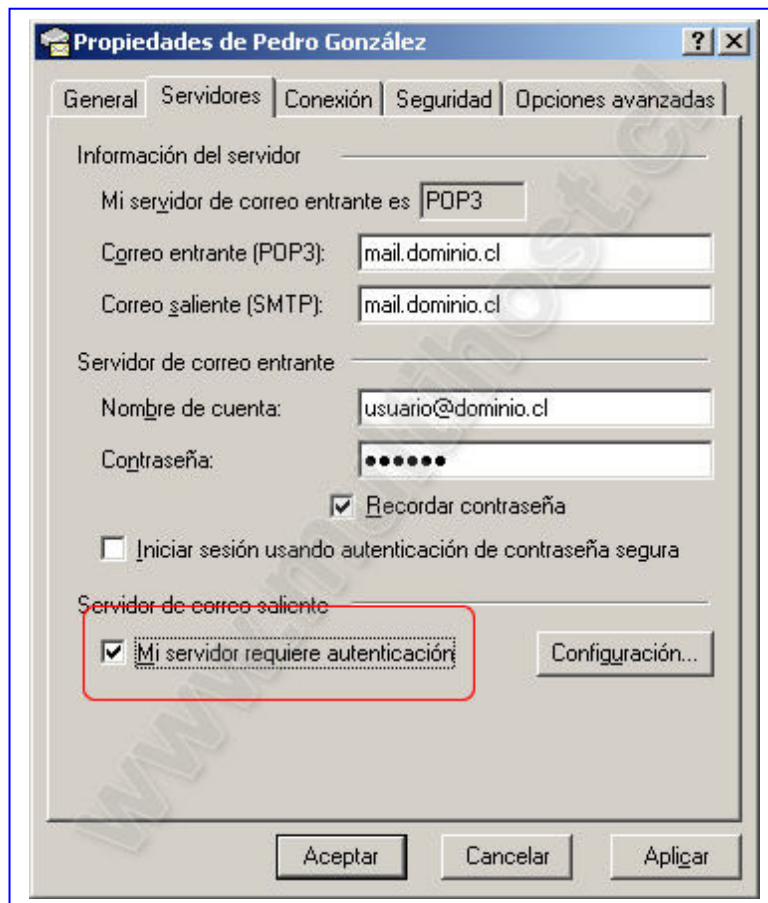 Propiedades de Pedro González
General Servidores Conexión Seguridad Opciones avanzadas
Información del servidor
Mi servidor de correo entrante es POP3
Correo entrante (POP3): mail.dominio.cl
Correo saliente (SMTP): mail.dominio.cl
Servidor de correo entrante
Nombre de cuenta: usuario@dominio.cl
Contraseña: ●●●●●●
Recordar contraseña
Iniciar sesión usando autenticación de contraseña segura
Servidor de correo saliente
Mi servidor requiere autenticación Configuración...
Aceptar Cancelar Aplicar
www.multihost.cl